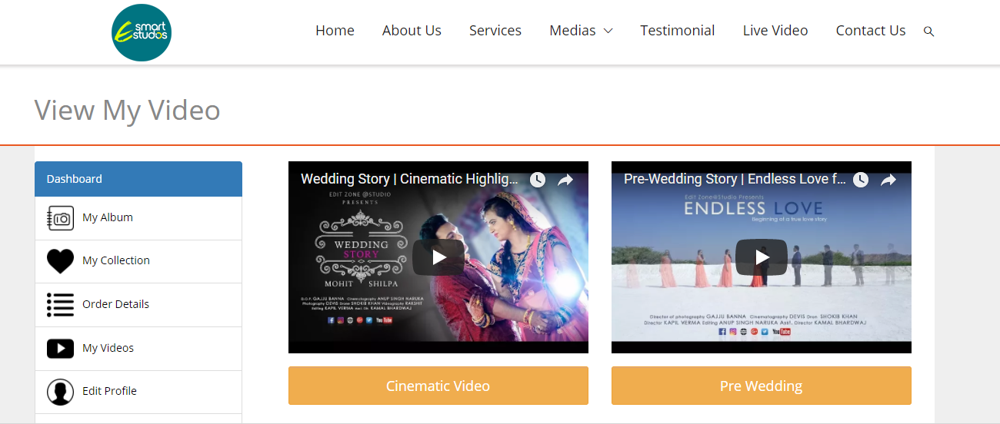 smart
Estudos
Home
About Us
Services
Medias
Testimonial
Live Video
Contact Us
View My Video
Dashboard
My Album
My Collection
Order Details
My Videos
Edit Profile
Wedding Story | Cinematic Highlig...
EDIT ZONE @STUDIO
PRESENTS
WEDDING
STORY
MOHIT SHILPA
D.O.P. GAJJU BANNA Cinematography ANUP SINGH NARUKA
Photography DEVIS Drone SHOKIB KHAN Videography RAKSHIT
Editing KAPIL VERMA Asst. Dir. KAMAL BHARDWAJ
YouTube
Cinematic Video
Pre-Wedding Story | Endless Love f...
Edit Zone@Studio Presents
ENDLESS LOVE
Beginning of a true love story
Director of photography GAJJU BANNA Cinematography DEVIS Dron SHOKIB KHAN
Director KAPIL VERMA Editing ANUP SINGH NARUKA Asst. Director KAMAL BHARDWAJ
YouTube
Pre Wedding